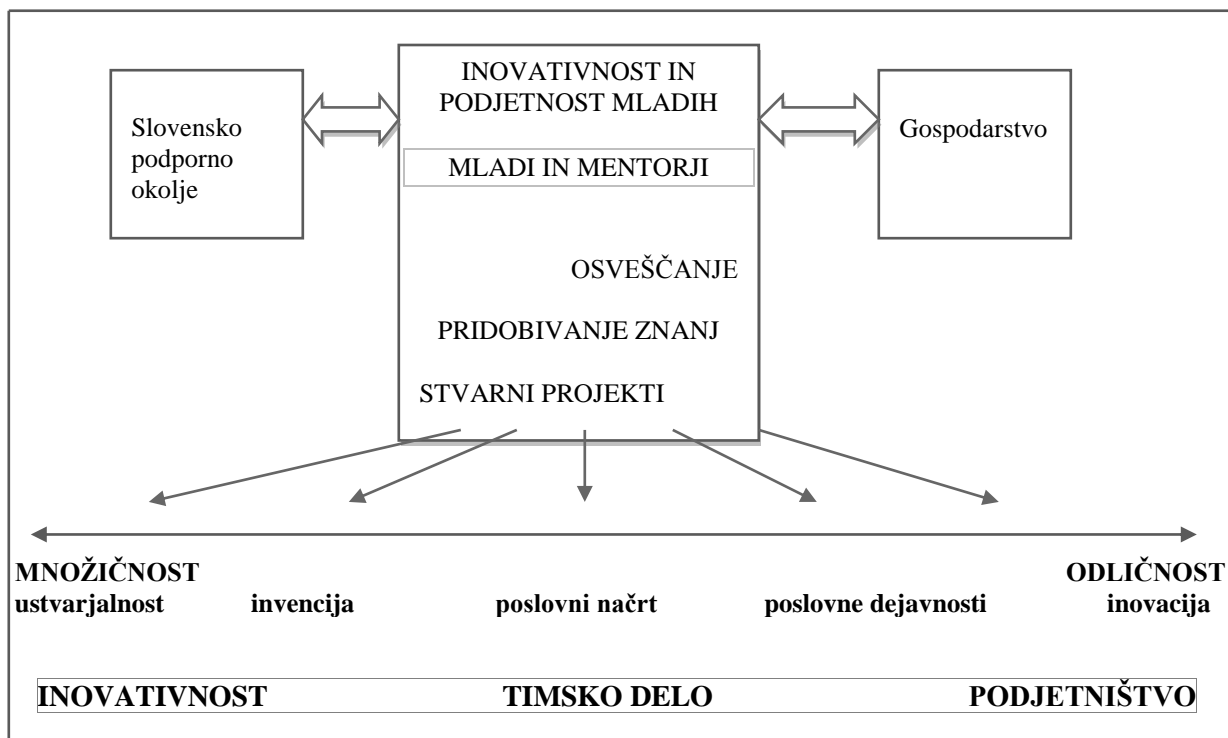 INOVATIVNOST IN
PODJETNOST MLADIH
Slovensko
podporno
okolje
Gospodarstvo
MLADI IN MENTORJI
OSVEŠČANJE
PRIDOBIVANJE ZNANJ
STVARNI PROJEKTI
MNOŽIČNOST ODLIČNOST
ustvarjalnost invencija poslovni načrt poslovne dejavnosti inovacija
INOVATIVNOST TIMSKO DELO PODJETNIŠTVO